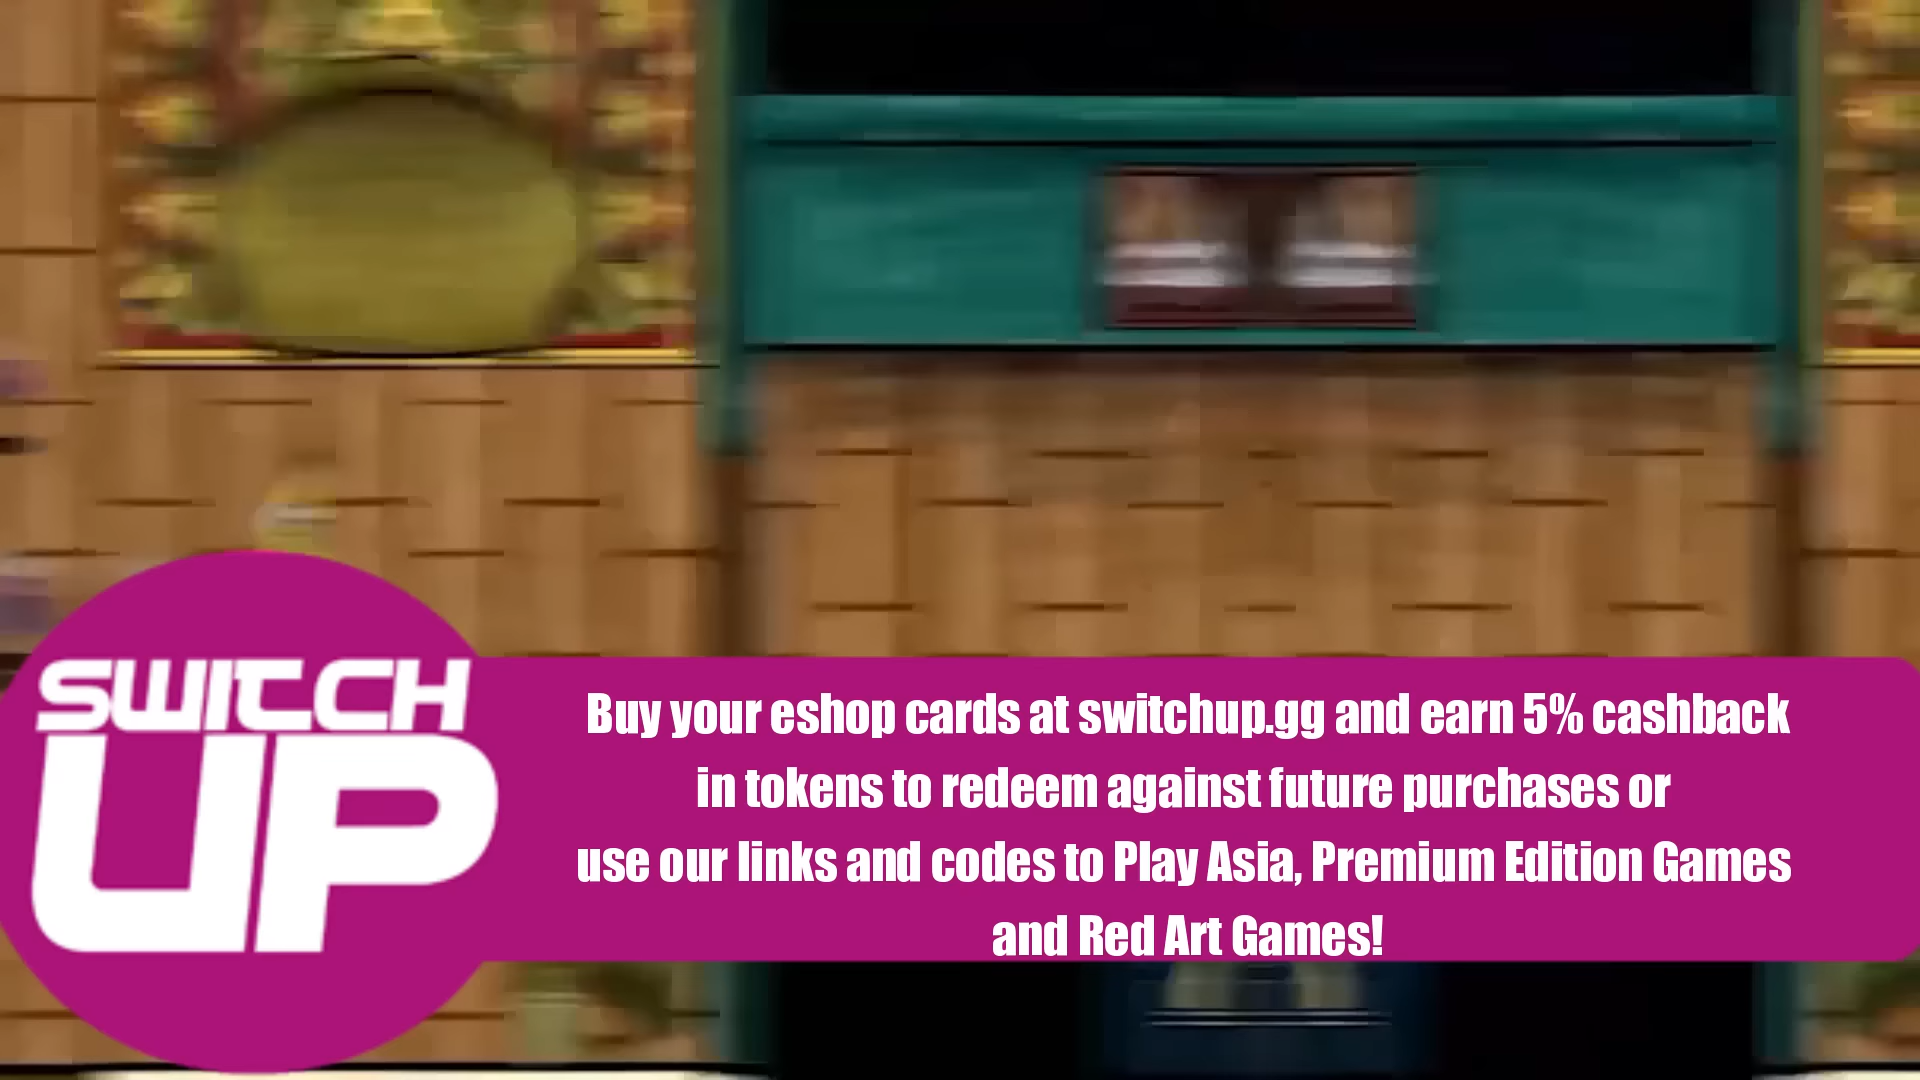 SWITCH
UP
Buy your eshop cards at switchup.gg and earn 5% cashback
in tokens to redeem against future purchases or
use our links and codes to Play Asia, Premium Edition Games
and Red Art Games!